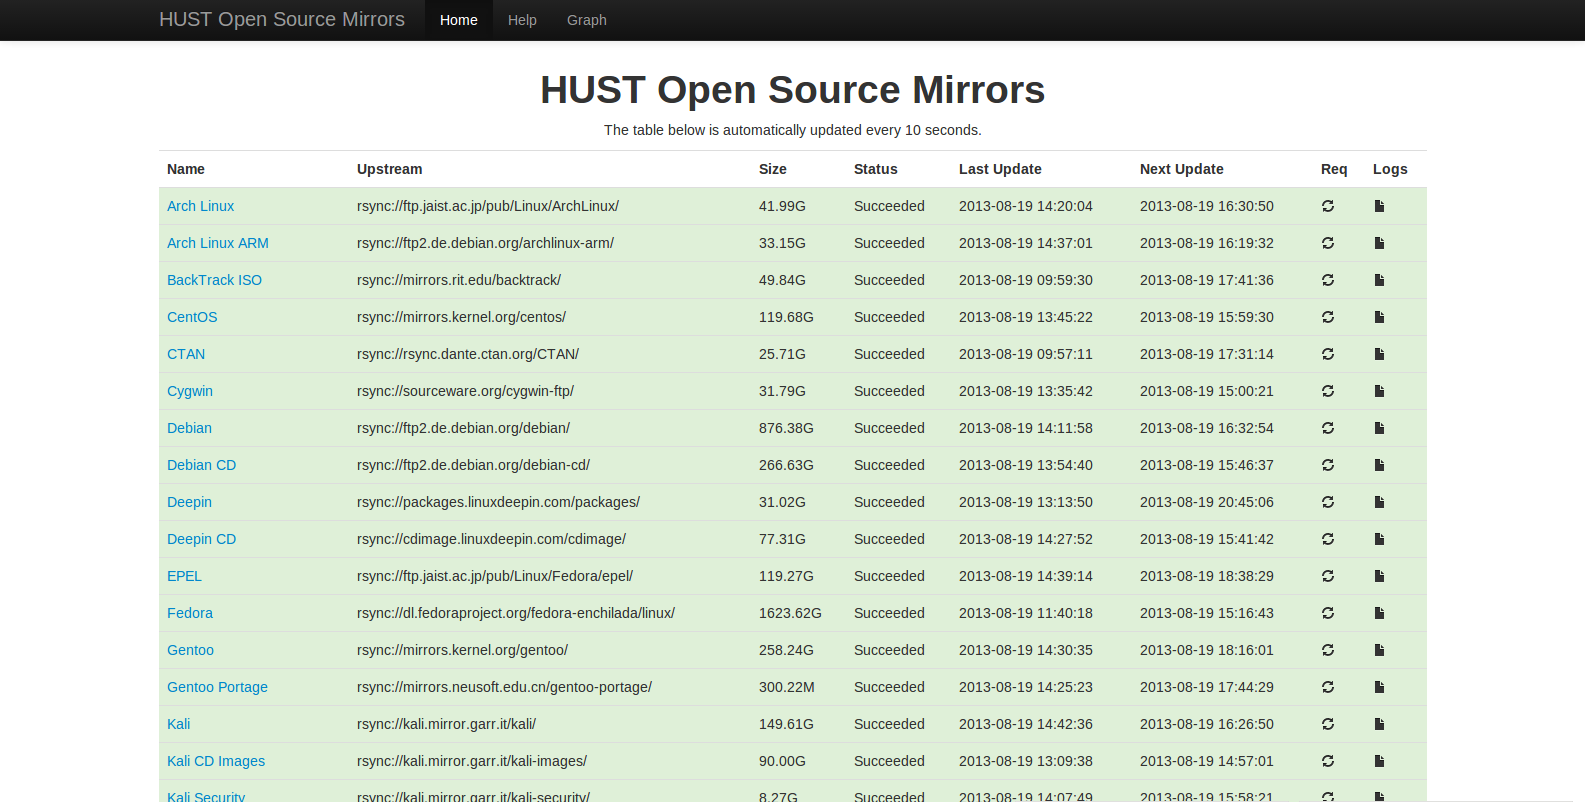 HUST Open Source Mirrors Home Help Graph
HUST Open Source Mirrors
The table below is automatically updated every 10 seconds.
Name Upstream Size Status Last Update Next Update Req Logs
Arch Linux rsync://ftp.jaist.ac.jp/pub/Linux/ArchLinux/ 41.99G Succeeded 2013-08-19 14:20:04 2013-08-19 16:30:50
Arch Linux ARM rsync://ftp2.de.debian.org/archlinux-arm/ 33.15G Succeeded 2013-08-19 14:37:01 2013-08-19 16:19:32
BackTrack ISO rsync://mirrors.rit.edu/backtrack/ 49.84G Succeeded 2013-08-19 09:59:30 2013-08-19 17:41:36
CentOS rsync://mirrors.kernel.org/centos/ 119.68G Succeeded 2013-08-19 13:45:22 2013-08-19 15:59:30
CTAN rsync://rsync.dante.ctan.org/CTAN/ 25.71G Succeeded 2013-08-19 09:57:11 2013-08-19 17:31:14
Cygwin rsync://sourceware.org/cygwin-ftp/ 31.79G Succeeded 2013-08-19 13:35:42 2013-08-19 15:00:21
Debian rsync://ftp2.de.debian.org/debian/ 876.38G Succeeded 2013-08-19 14:11:58 2013-08-19 16:32:54
Debian CD rsync://ftp2.de.debian.org/debian-cd/ 266.63G Succeeded 2013-08-19 13:54:40 2013-08-19 15:46:37
Deepin rsync://packages.linuxdeepin.com/packages/ 31.02G Succeeded 2013-08-19 13:13:50 2013-08-19 20:45:06
Deepin CD rsync://cdimage.linuxdeepin.com/cdimage/ 77.31G Succeeded 2013-08-19 14:27:52 2013-08-19 15:41:42
EPEL rsync://ftp.jaist.ac.jp/pub/Linux/Fedora/epel/ 119.27G Succeeded 2013-08-19 14:39:14 2013-08-19 18:38:29
Fedora rsync://dl.fedoraproject.org/fedora-enchilada/linux/ 1623.62G Succeeded 2013-08-19 11:40:18 2013-08-19 15:16:43
Gentoo rsync://mirrors.kernel.org/gentoo/ 258.24G Succeeded 2013-08-19 14:30:35 2013-08-19 18:16:01
Gentoo Portage rsync://mirrors.neusoft.edu.cn/gentoo-portage/ 300.22M Succeeded 2013-08-19 14:25:23 2013-08-19 17:44:29
Kali rsync://kali.mirror.garr.it/kali/ 149.61G Succeeded 2013-08-19 14:42:36 2013-08-19 16:26:50
Kali CD Images rsync://kali.mirror.garr.it/kali-images/ 90.00G Succeeded 2013-08-19 13:09:38 2013-08-19 14:57:01
Kali Security rsync://kali.mirror.garr.it/kali-security/ 8.27G Succeeded 2013-08-19 14:07:49 2013-08-19 15:58:21